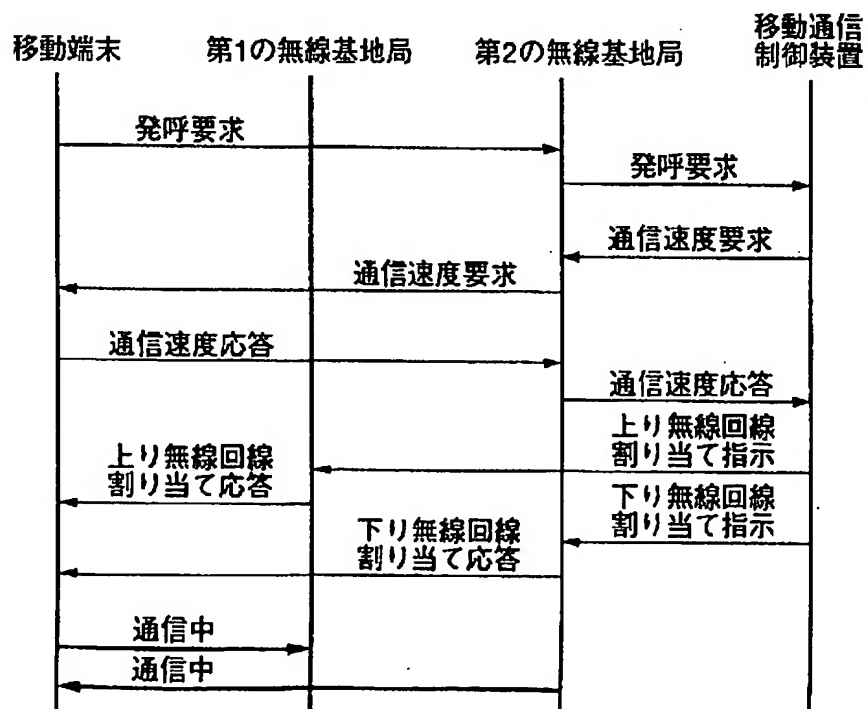 移動端末
第1の無線基地局
第2の無線基地局
移動通信
制御装置
発呼要求
発呼要求
通信速度要求
通信速度要求
通信速度応答
通信速度応答
上り無線回線
割り当て指示
上り無線回線
割り当て応答
下り無線回線
割り当て指示
下り無線回線
割り当て応答
通信中
通信中